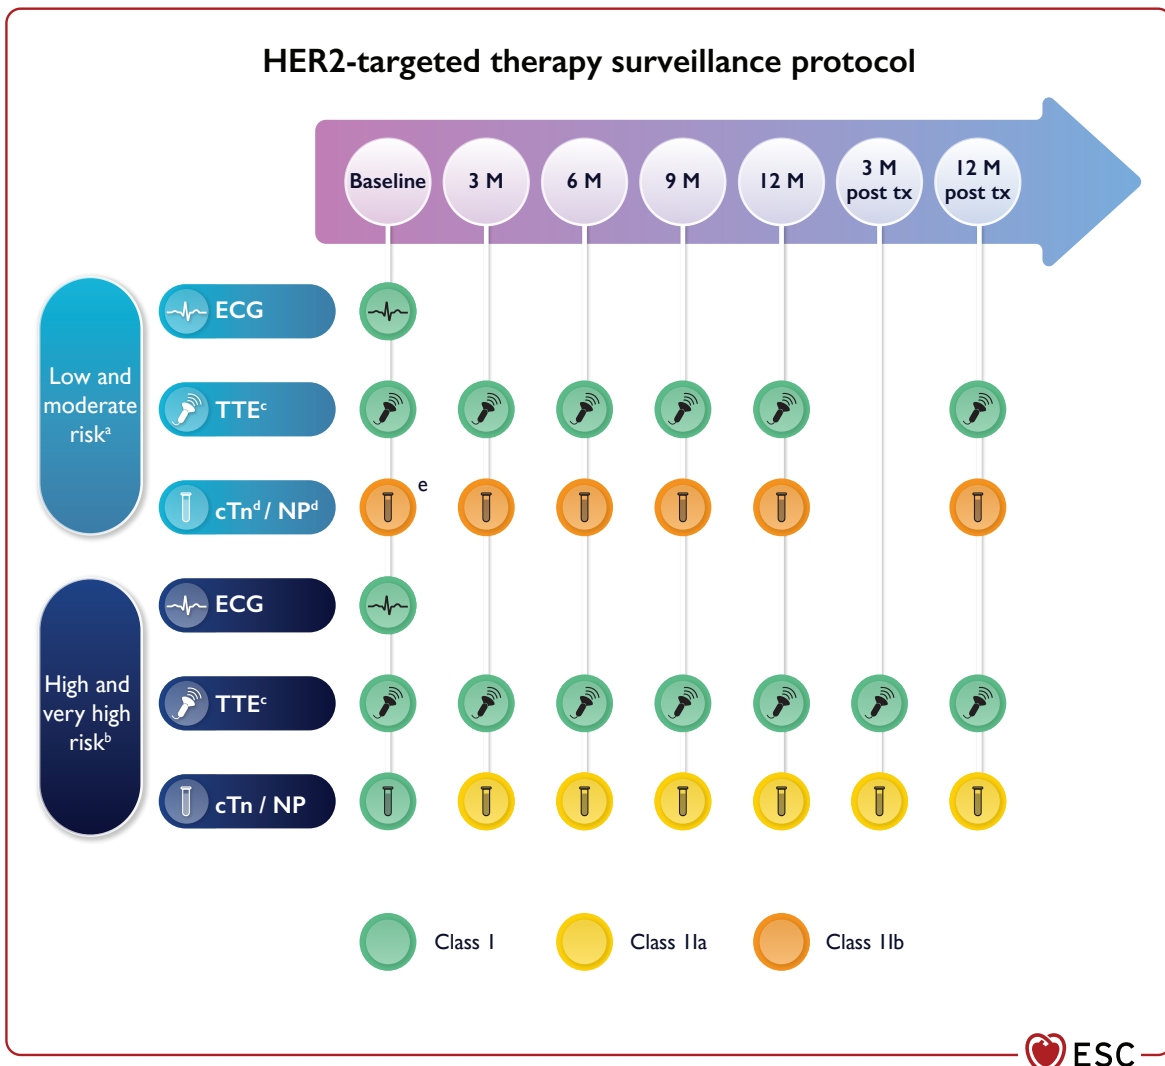 HER2-targeted therapy surveillance protocol
Baseline
3 M
6 M
9 M
12 M
3 M
post tx
12 M
post tx
Low and
moderate
riskᵃ
ECG
TTEᶜ
cTnᵈ / NPᵈ
e
High and
very high
riskᵇ
ECG
TTEᶜ
cTn / NP
Class I
Class IIa
Class IIb
ESC